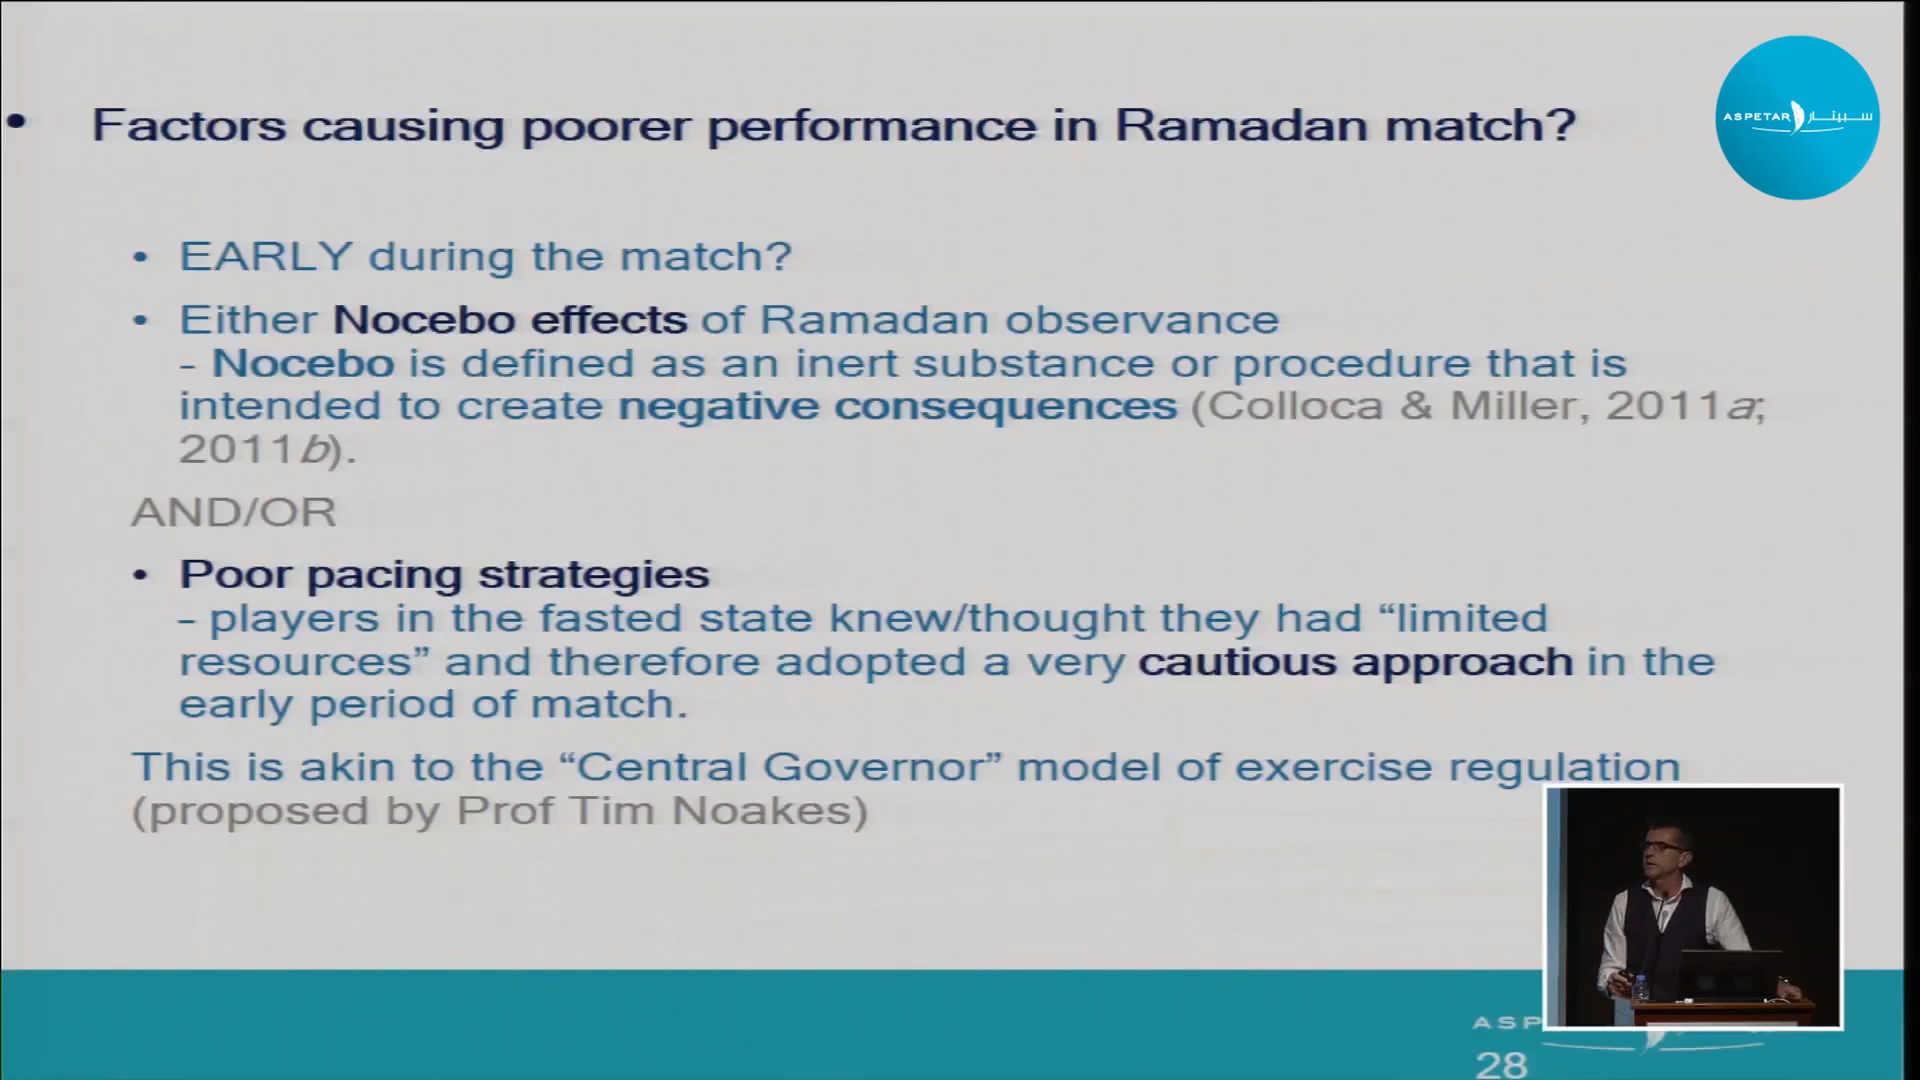 • Factors causing poorer performance in Ramadan match?
ASPETAR سبيتار
• EARLY during the match?
• Either Nocebo effects of Ramadan observance
- Nocebo is defined as an inert substance or procedure that is
intended to create negative consequences (Colloca & Miller, 2011a;
2011b).
AND/OR
• Poor pacing strategies
– players in the fasted state knew/thought they had “limited
resources” and therefore adopted a very cautious approach in the
early period of match.
This is akin to the “Central Governor” model of exercise regulation
(proposed by Prof Tim Noakes)
ASP
28